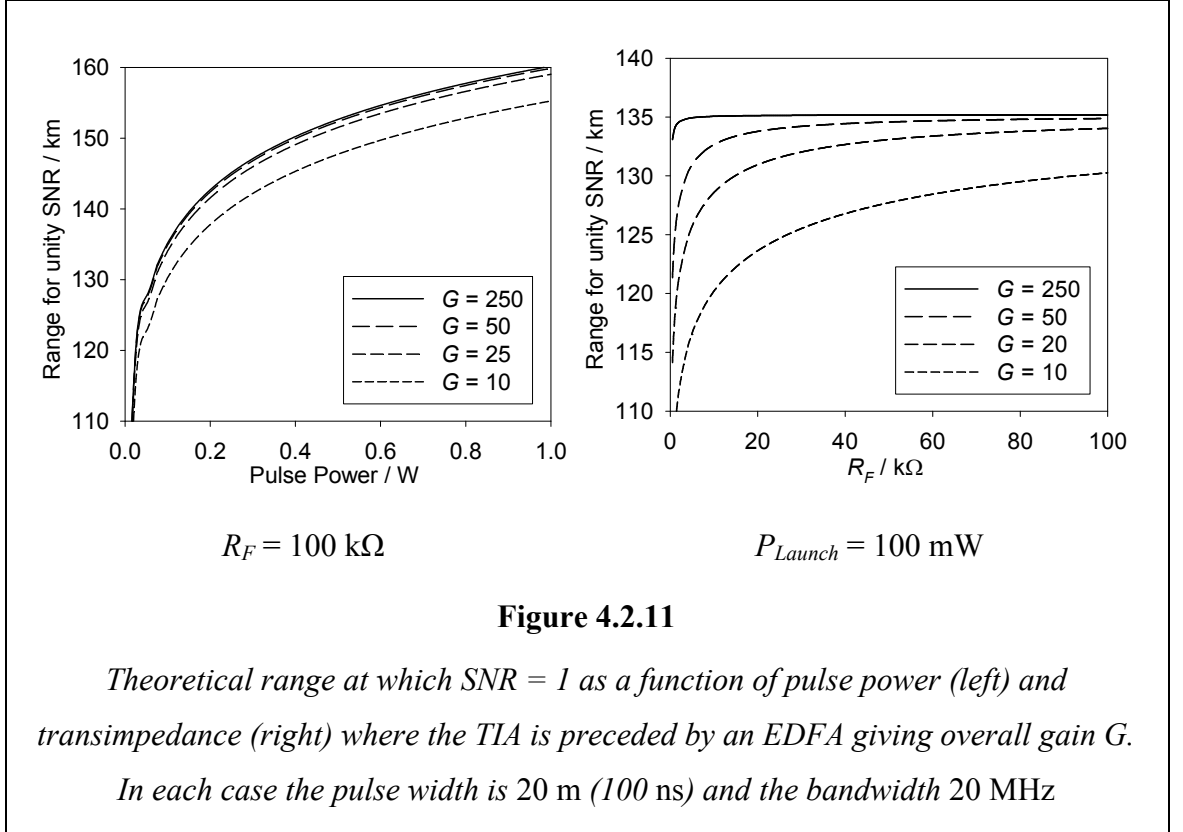 160
150
140
130
120
110
Range for unity SNR / km
0.0 0.2 0.4 0.6 0.8 1.0
Pulse Power / W
G = 250
G = 50
G = 25
G = 10
140
135
130
125
120
115
110
Range for unity SNR / km
0 20 40 60 80 100
R_F / kΩ
G = 250
G = 50
G = 20
G = 10
R_F = 100 kΩ
P_Launch = 100 mW
Figure 4.2.11
Theoretical range at which SNR = 1 as a function of pulse power (left) and
transimpedance (right) where the TIA is preceded by an EDFA giving overall gain G.
In each case the pulse width is 20 m (100 ns) and the bandwidth 20 MHz